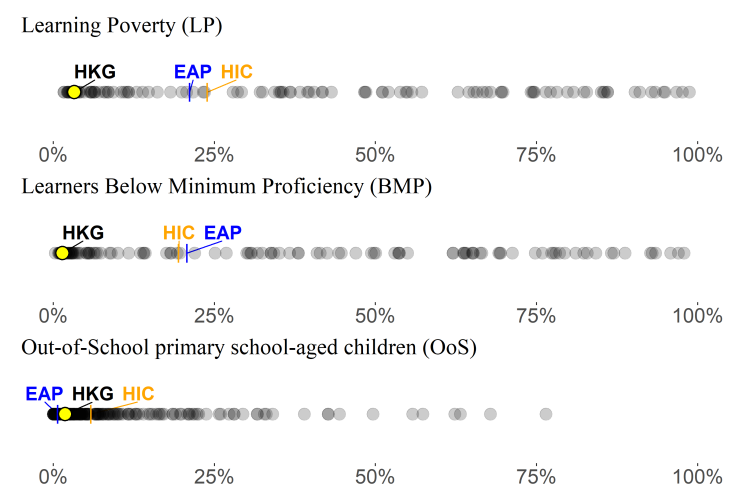 Learning Poverty (LP)
HKG EAP HIC
0% 25% 50% 75% 100%
Learners Below Minimum Proficiency (BMP)
HKG HIC EAP
0% 25% 50% 75% 100%
Out-of-School primary school-aged children (OoS)
EAP HKG HIC
0% 25% 50% 75% 100%